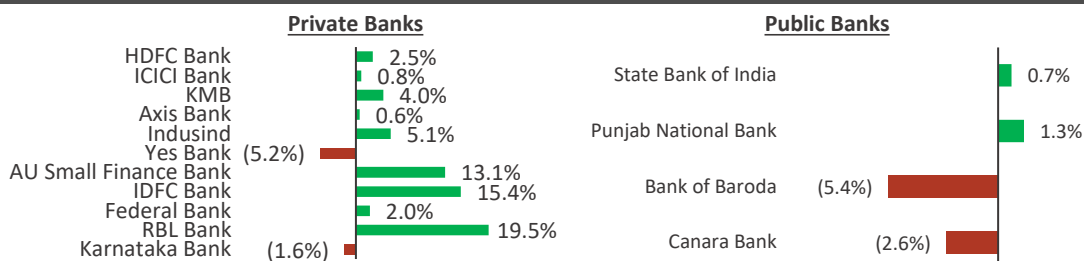 Private Banks
HDFC Bank 2.5%
ICICI Bank 0.8%
KMB 4.0%
Axis Bank 0.6%
Indusind 5.1%
Yes Bank (5.2%)
AU Small Finance Bank 13.1%
IDFC Bank 15.4%
Federal Bank 2.0%
RBL Bank 19.5%
Karnataka Bank (1.6%)
Public Banks
State Bank of India 0.7%
Punjab National Bank 1.3%
Bank of Baroda (5.4%)
Canara Bank (2.6%)